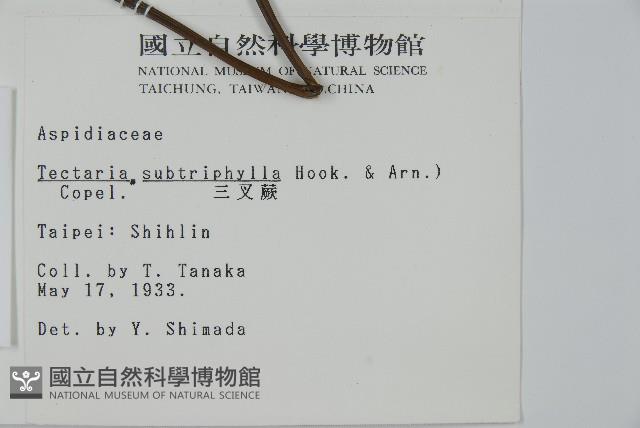 國立自然科學博物館
NATIONAL MUSEUM OF NATURAL SCIENCE
TAICHUNG, TAIWAN, CHINA
Aspidiaceae
Tectaria subtriphylla Hook. & Arn.)
Copel. 三叉蕨
Taipei: Shihlin
Coll. by T. Tanaka
May 17, 1933.
Det. by Y. Shimada
國立自然科學博物館
NATIONAL MUSEUM OF NATURAL SCIENCE